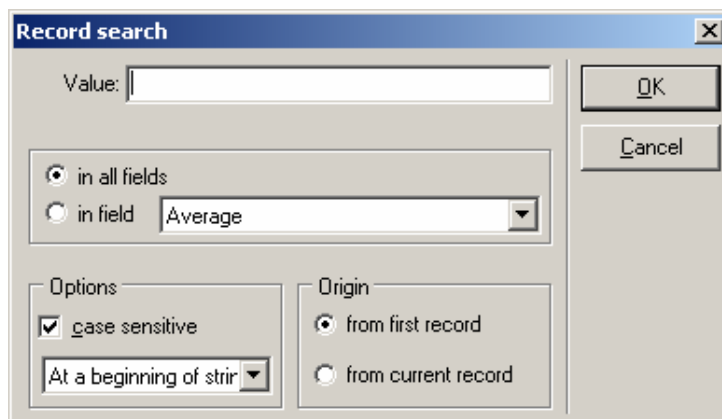 Record search
Value:
OK
Cancel
in all fields
in field Average
Options
case sensitive
At a beginning of strir
Origin
from first record
from current record